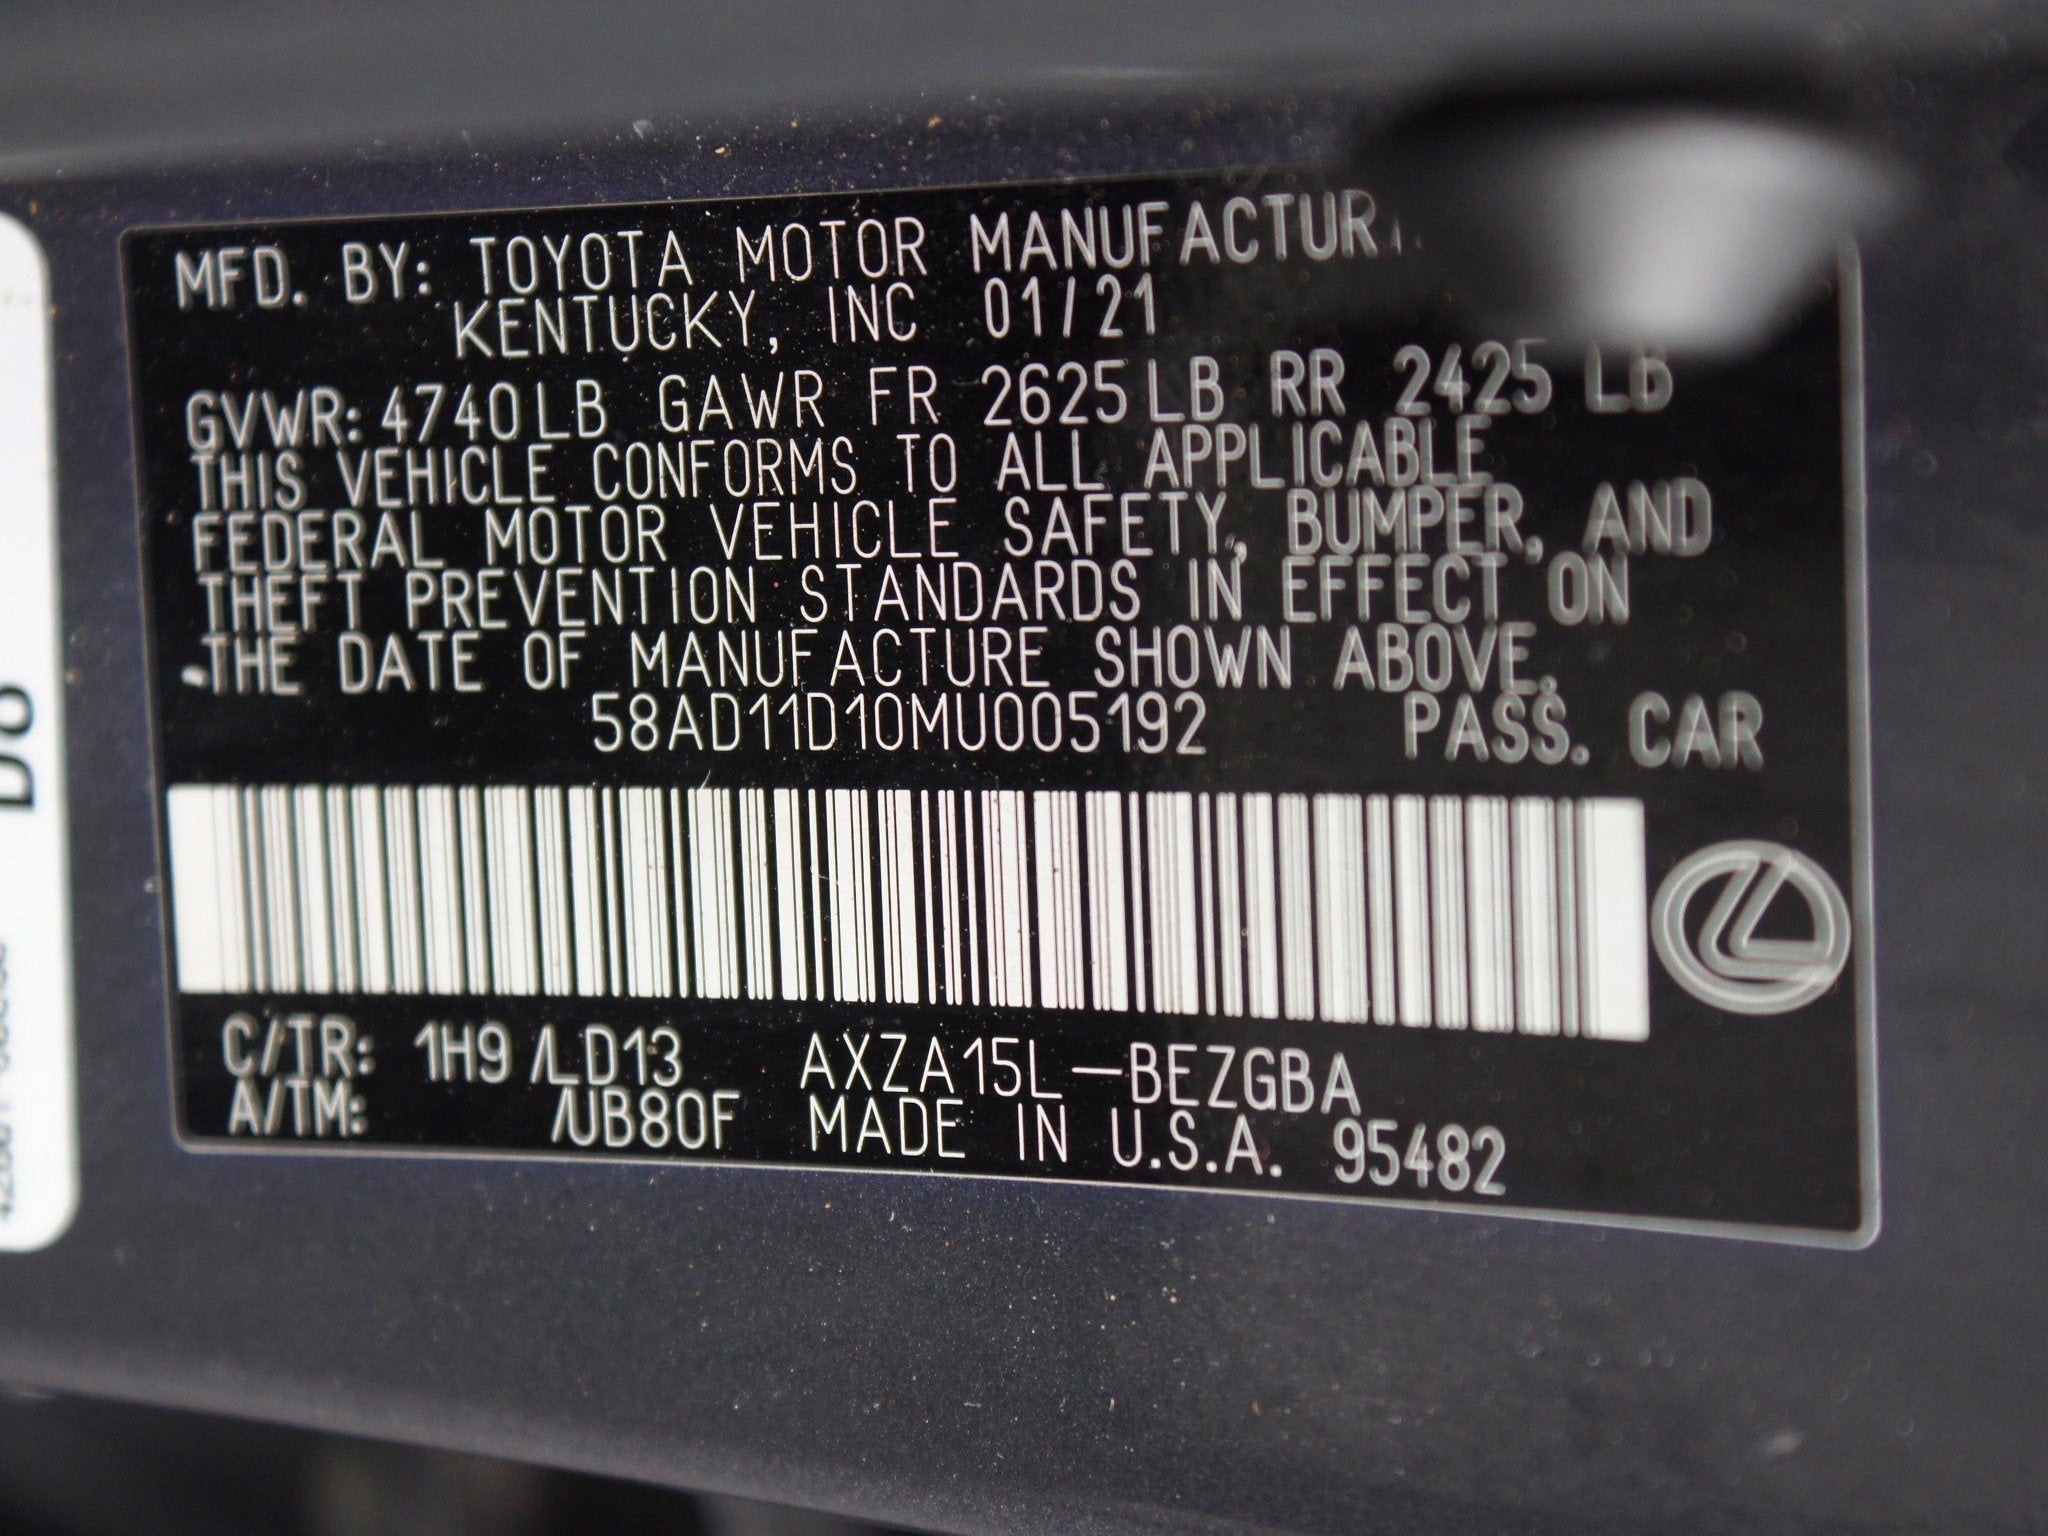 MFD. BY: TOYOTA MOTOR MANUFACTUR
KENTUCKY, INC 01/21
GVWR: 4740LB GAWR FR 2625LB RR 2425 LB
THIS VEHICLE CONFORMS TO ALL APPLICABLE
FEDERAL MOTOR VEHICLE SAFETY, BUMPER, AND
THEFT PREVENTION STANDARDS IN EFFECT ON
THE DATE OF MANUFACTURE SHOWN ABOVE.
58AD11D10MU005192 PASS. CAR
C/TR: 1H9 /LD13 AXZA15L-BEZGBA
A/TM: /UB80F MADE IN U.S.A. 95482